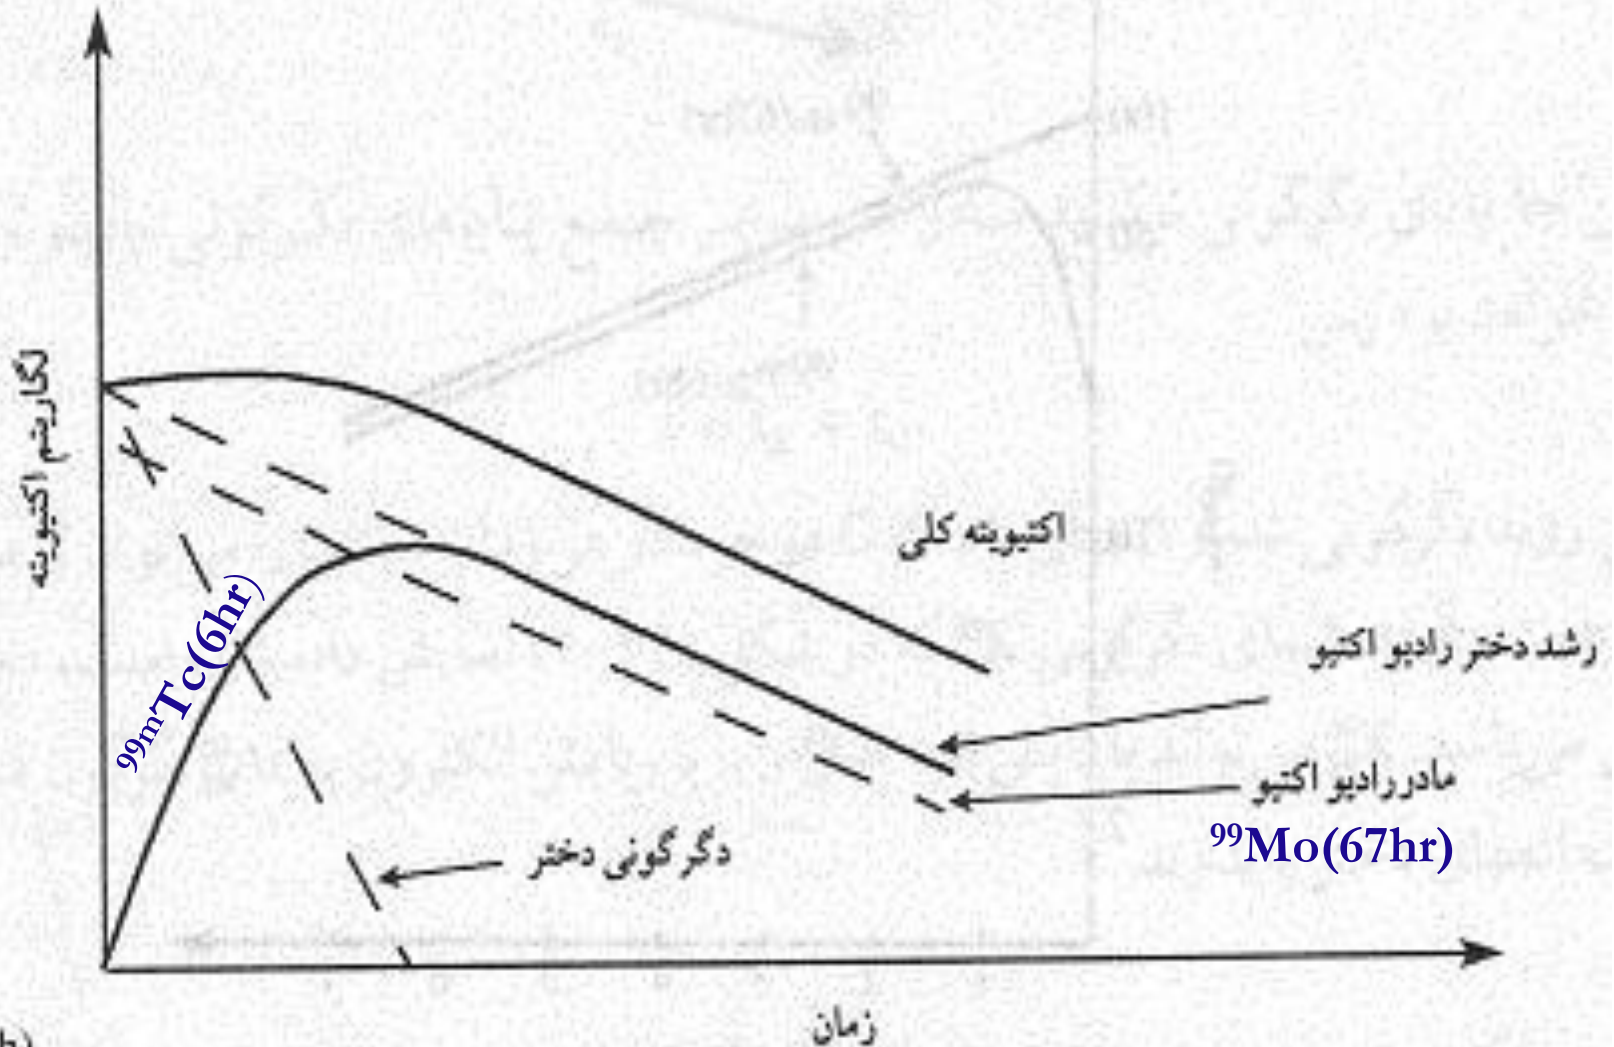 لگاریتم اکتیویته
اکتیویته کلی
رشد دختر رادیو اکتیو
مادر رادیو اکتیو
⁹⁹Mo(67hr)
⁹⁹ᵐTc(6hr)
دگرگونی دختر
زمان